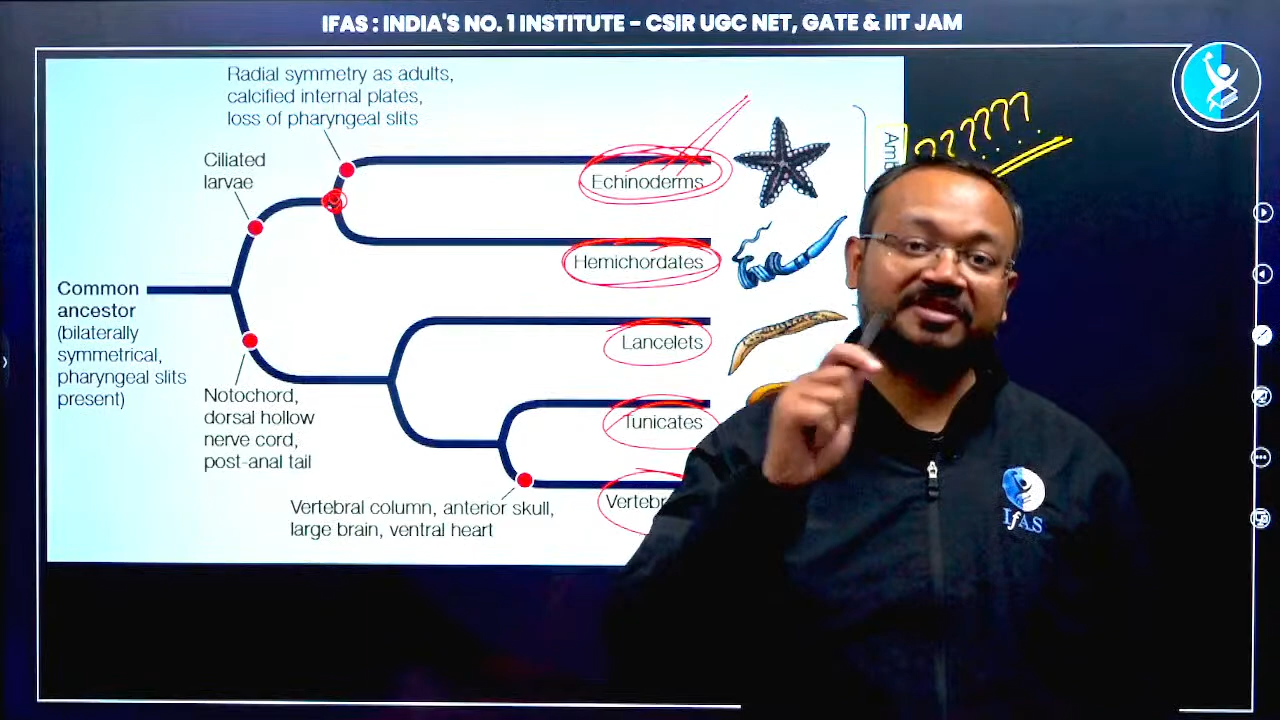 IFAS : INDIA'S NO. 1 INSTITUTE – CSIR UGC NET, GATE & IIT JAM
Radial symmetry as adults,
calcified internal plates,
loss of pharyngeal slits
Ciliated
larvae
Echinoderms
Hemichordates
Common
ancestor
(bilaterally
symmetrical,
pharyngeal slits
present)
Lancelets
Notochord,
dorsal hollow
nerve cord,
post-anal tail
Tunicates
Vertebral column, anterior skull,
large brain, ventral heart
??????
IfAS